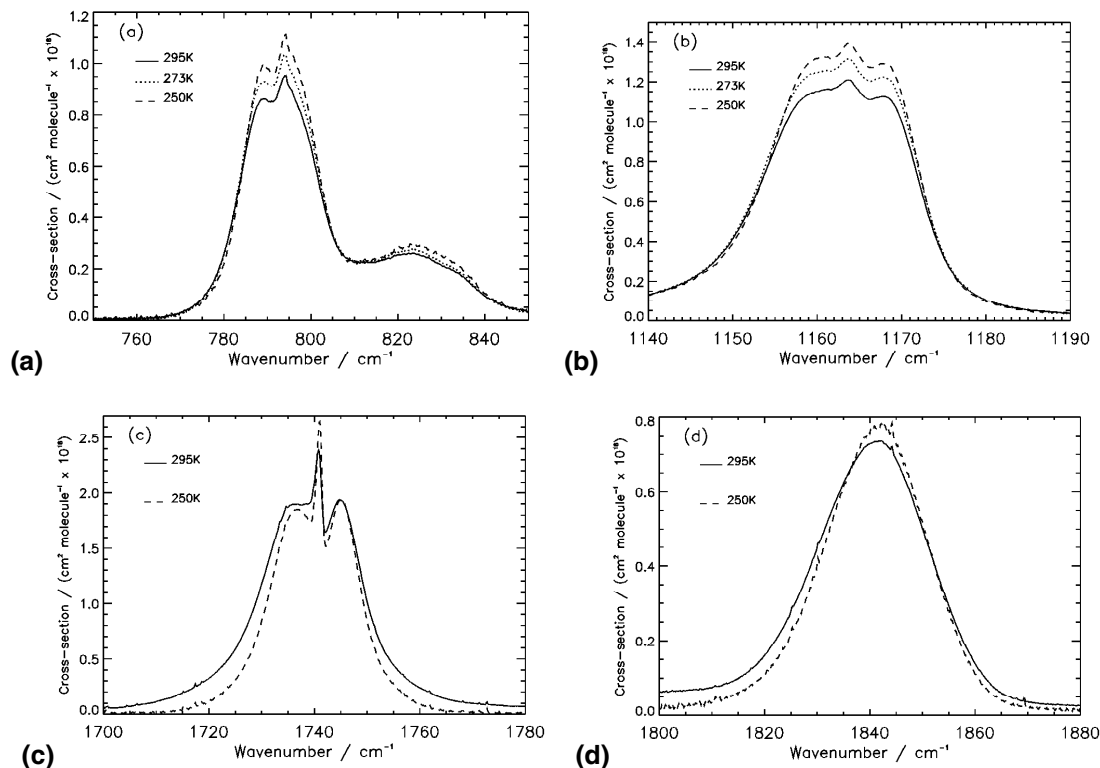 (a)
295K
273K
250K
1.2
1.0
0.8
0.6
0.4
0.2
0.0
760 780 800 820 840
Cross-section / (cm² molecule⁻¹ x 10¹⁸)
Wavenumber / cm⁻¹
(a)
(b)
295K
273K
250K
1.4
1.2
1.0
0.8
0.6
0.4
0.2
0.0
1140 1150 1160 1170 1180 1190
Cross-section / (cm² molecule⁻¹ x 10¹⁸)
Wavenumber / cm⁻¹
(b)
(c)
295K
250K
2.5
2.0
1.5
1.0
0.5
0.0
1700 1720 1740 1760 1780
Cross-section / (cm² molecule⁻¹ x 10¹⁸)
Wavenumber / cm⁻¹
(c)
(d)
295K
250K
0.8
0.6
0.4
0.2
0.0
1800 1820 1840 1860 1880
Cross-section / (cm² molecule⁻¹ x 10¹⁸)
Wavenumber / cm⁻¹
(d)